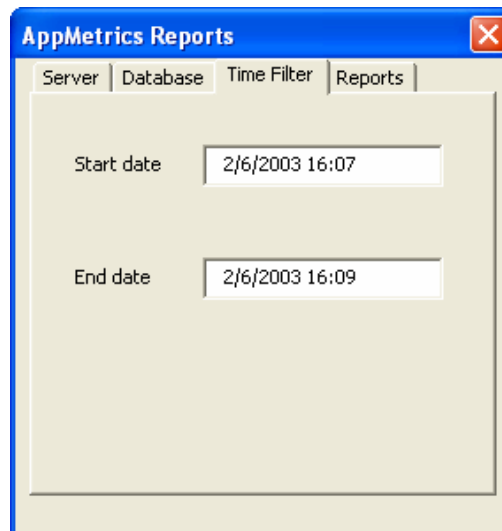 AppMetrics Reports
Server Database Time Filter Reports
Start date 2/6/2003 16:07
End date 2/6/2003 16:09